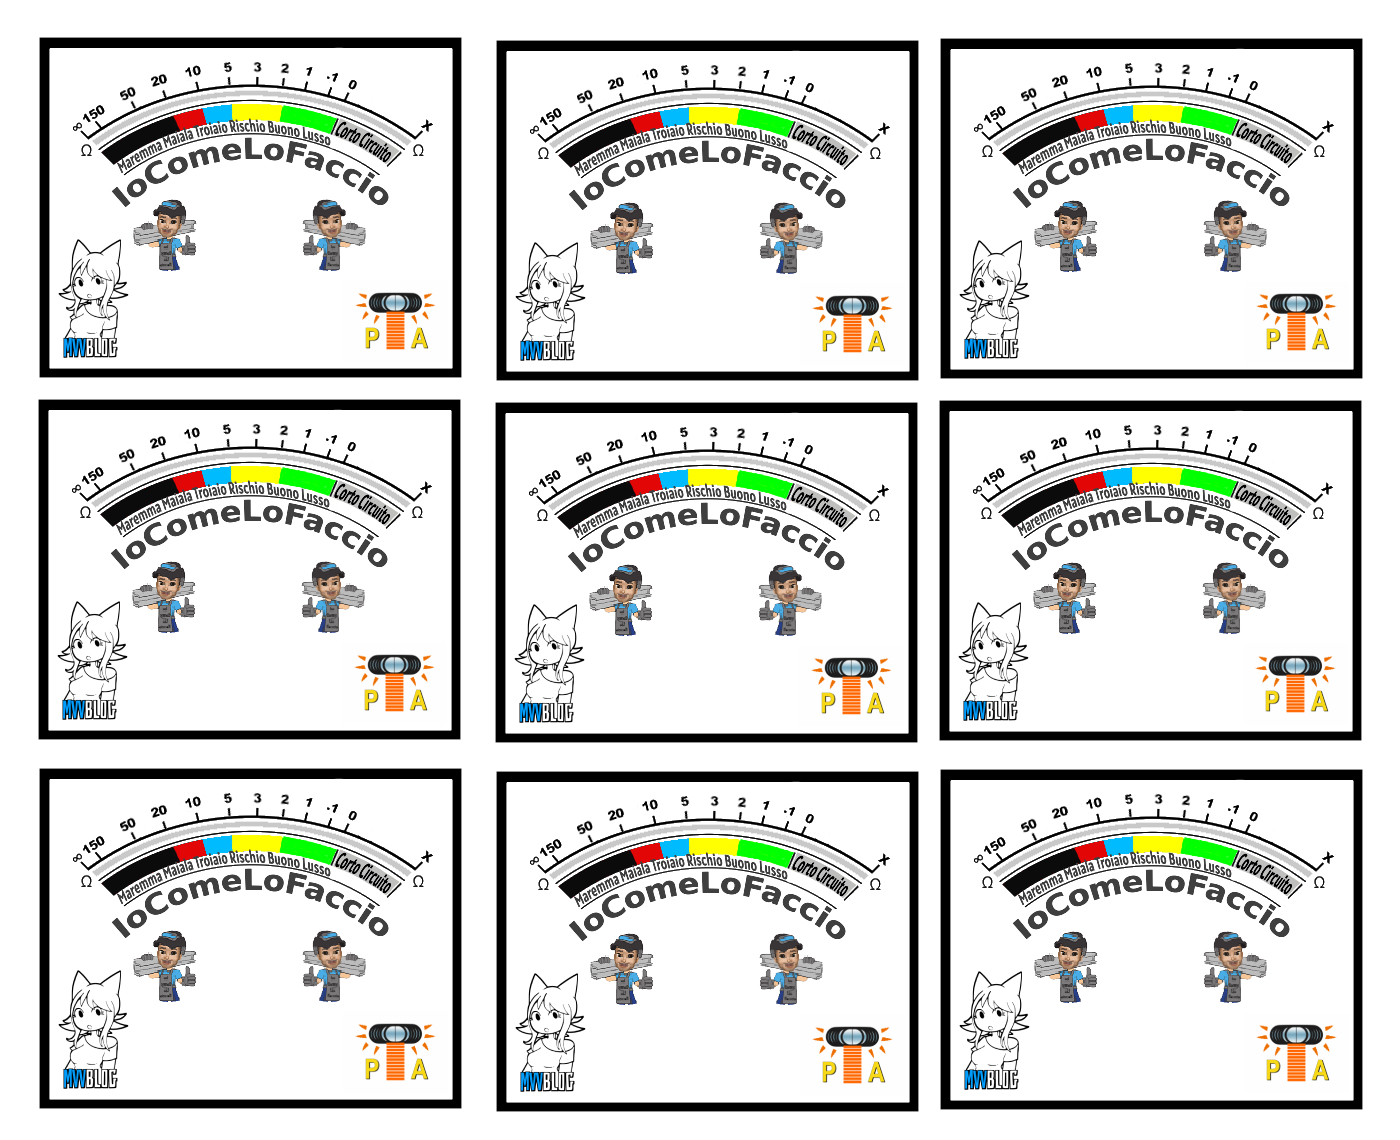 ∞ 150 50 20 10 5 3 2 1 -1 0 x
Ω Ω
Maremma Maiala Troiaio Rischio Buono Lusso Corto Circuito
IoComeLoFaccio
MVVBLOG
P A
∞ 150 50 20 10 5 3 2 1 -1 0 x
Ω Ω
Maremma Maiala Troiaio Rischio Buono Lusso Corto Circuito
IoComeLoFaccio
MVVBLOG
P A
∞ 150 50 20 10 5 3 2 1 -1 0 x
Ω Ω
Maremma Maiala Troiaio Rischio Buono Lusso Corto Circuito
IoComeLoFaccio
MVVBLOG
P A
∞ 150 50 20 10 5 3 2 1 -1 0 x
Ω Ω
Maremma Maiala Troiaio Rischio Buono Lusso Corto Circuito
IoComeLoFaccio
MVVBLOG
P A
∞ 150 50 20 10 5 3 2 1 -1 0 x
Ω Ω
Maremma Maiala Troiaio Rischio Buono Lusso Corto Circuito
IoComeLoFaccio
MVVBLOG
P A
∞ 150 50 20 10 5 3 2 1 -1 0 x
Ω Ω
Maremma Maiala Troiaio Rischio Buono Lusso Corto Circuito
IoComeLoFaccio
MVVBLOG
P A
∞ 150 50 20 10 5 3 2 1 -1 0 x
Ω Ω
Maremma Maiala Troiaio Rischio Buono Lusso Corto Circuito
IoComeLoFaccio
MVVBLOG
P A
∞ 150 50 20 10 5 3 2 1 -1 0 x
Ω Ω
Maremma Maiala Troiaio Rischio Buono Lusso Corto Circuito
IoComeLoFaccio
MVVBLOG
P A
∞ 150 50 20 10 5 3 2 1 -1 0 x
Ω Ω
Maremma Maiala Troiaio Rischio Buono Lusso Corto Circuito
IoComeLoFaccio
MVVBLOG
P A